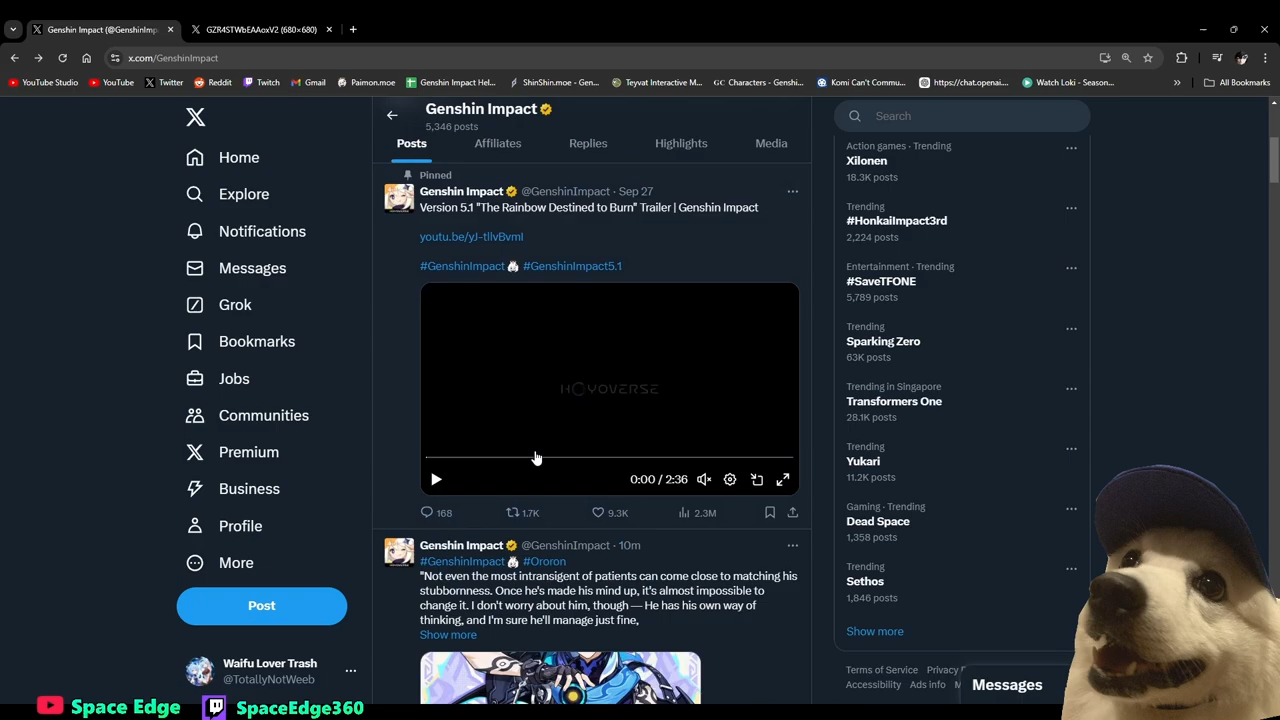 Genshin Impact (@GenshinImp
GZR4STWbEAAoxV2 (680×680)
x.com/GenshinImpact
YouTube Studio
YouTube
Twitter
Reddit
Twitch
Gmail
Paimon.moe
Genshin Impact Hel...
ShinShin.moe - Gen...
Teyvat Interactive M...
GC Characters - Genshi...
Komi Can't Commu...
https://chat.openai....
Watch Loki - Season...
»
All Bookmarks
Home
Explore
Notifications
Messages
Grok
Bookmarks
Jobs
Communities
Premium
Business
Profile
More
Post
Waifu Lover Trash
@TotallyNotWeeb
Genshin Impact
5,346 posts
Posts Affiliates Replies Highlights Media
Pinned
Genshin Impact @GenshinImpact · Sep 27
Version 5.1 "The Rainbow Destined to Burn" Trailer | Genshin Impact
#GenshinImpact #GenshinImpact5.1
HOYOVERSE
0:00 / 2:36
168 1.7K 9.3K 2.3M
Genshin Impact @GenshinImpact · 10m
#GenshinImpact #Ororon
"Not even the most intransigent of patients can come close to matching his
stubbornness. Once he's made his mind up, it's almost impossible to
change it. I don't worry about him, though — He has his own way of
thinking, and I'm sure he'll manage just fine,
Show more
Search
Action games · Trending
Xilonen
18.3K posts
Trending
#HonkaiImpact3rd
2,224 posts
Entertainment · Trending
#SaveTFONE
5,789 posts
Trending
Sparking Zero
63K posts
Trending in Singapore
Transformers One
28.1K posts
Trending
Yukari
11.2K posts
Gaming · Trending
Dead Space
1,358 posts
Trending
Sethos
1,846 posts
Show more
Terms of Service Privacy
Accessibility Ads info
Messages
Space Edge
SpaceEdge360